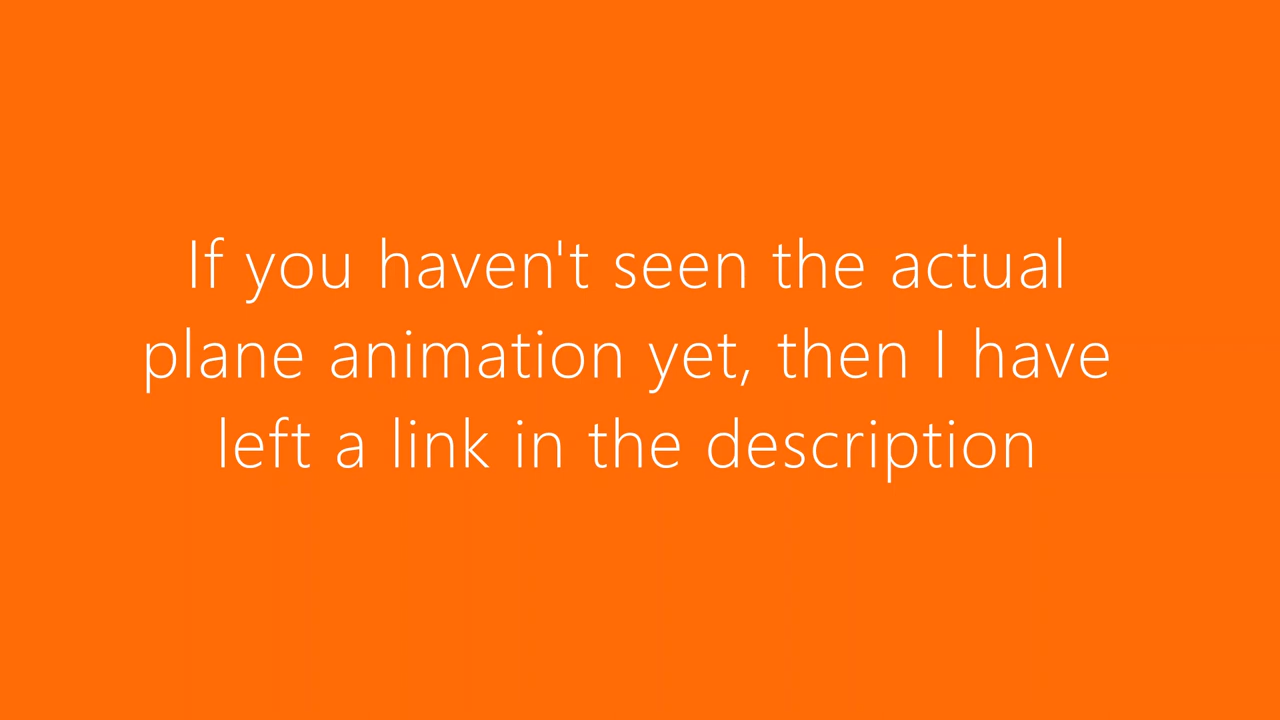 If you haven't seen the actual
plane animation yet, then I have
left a link in the description